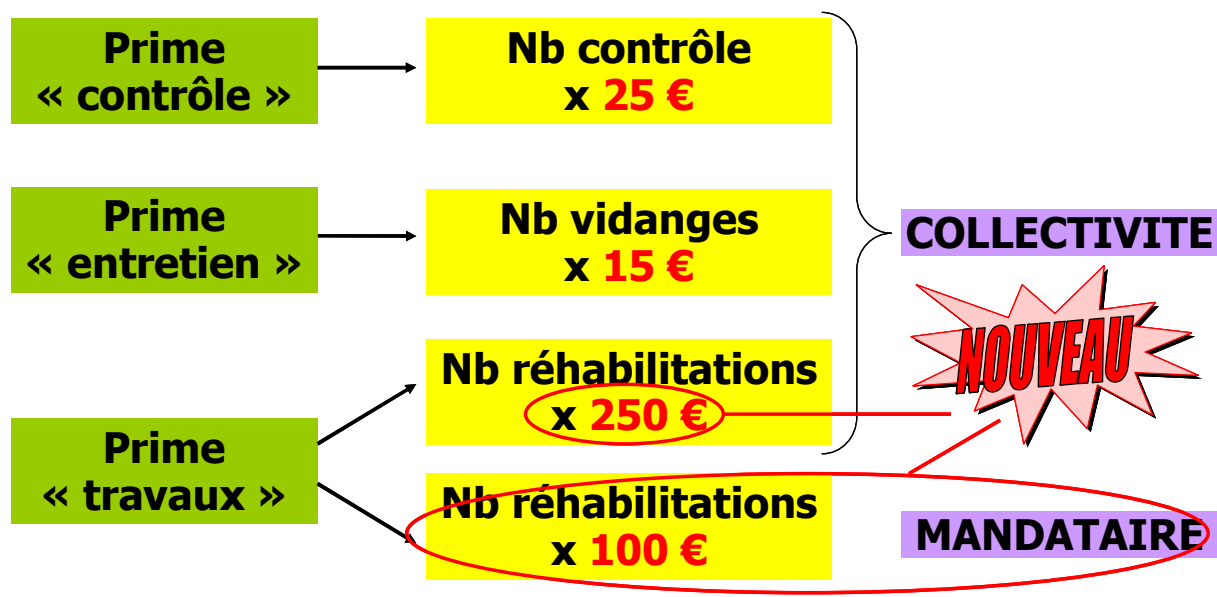 Prime
« contrôle »
Nb contrôle
x 25 €
Prime
« entretien »
Nb vidanges
x 15 €
COLLECTIVITE
NOUVEAU
Prime
« travaux »
Nb réhabilitations
x 250 €
Nb réhabilitations
x 100 €
MANDATAIRE